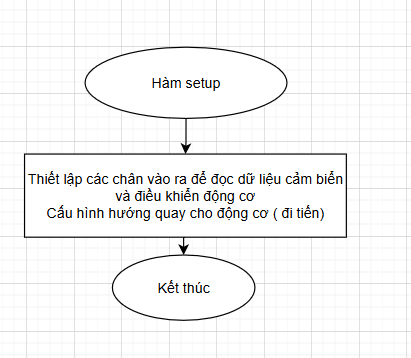 Hàm setup
Thiết lập các chân vào ra để đọc dữ liệu cảm biến
và điều khiển động cơ
Cấu hình hướng quay cho động cơ ( đi tiến)
Kết thúc